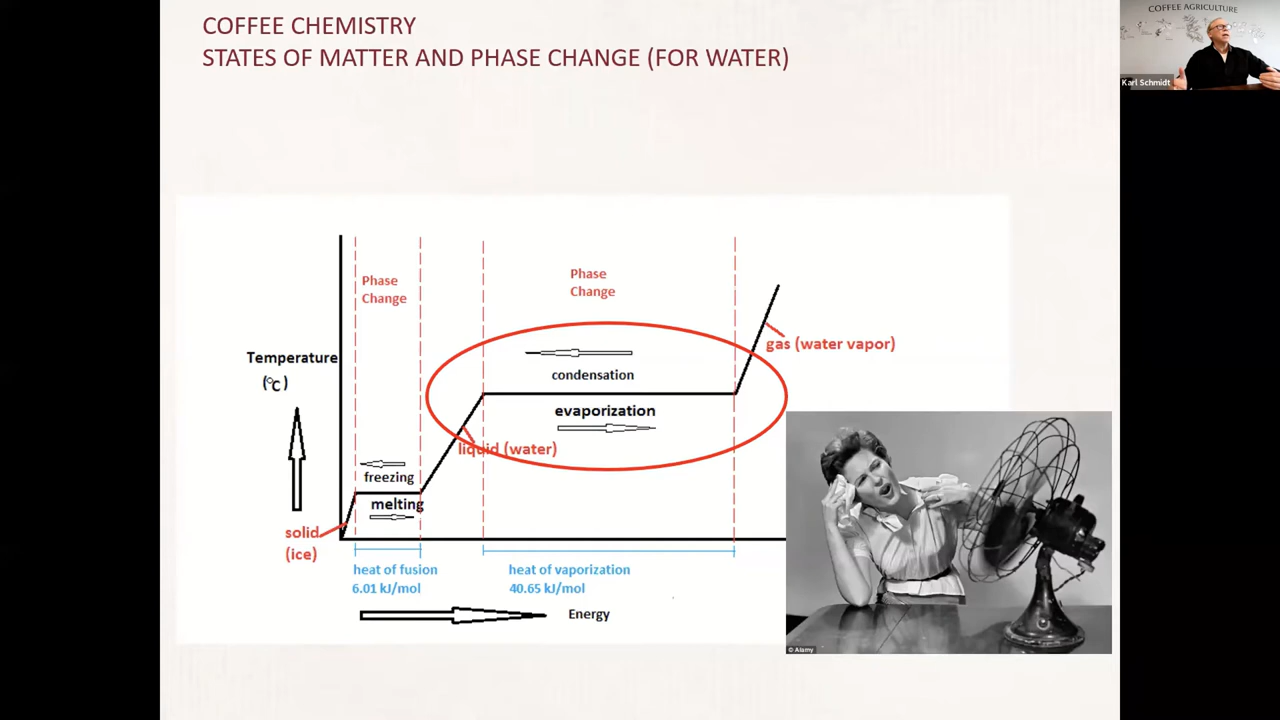 COFFEE CHEMISTRY
STATES OF MATTER AND PHASE CHANGE (FOR WATER)
COFFEE AGRICULTURE
Karl Schmidt
Phase
Change
Phase
Change
gas (water vapor)
Temperature
(°C)
condensation
evaporization
liquid (water)
freezing
melting
solid
(ice)
heat of fusion
6.01 kJ/mol
heat of vaporization
40.65 kJ/mol
Energy
© Alamy